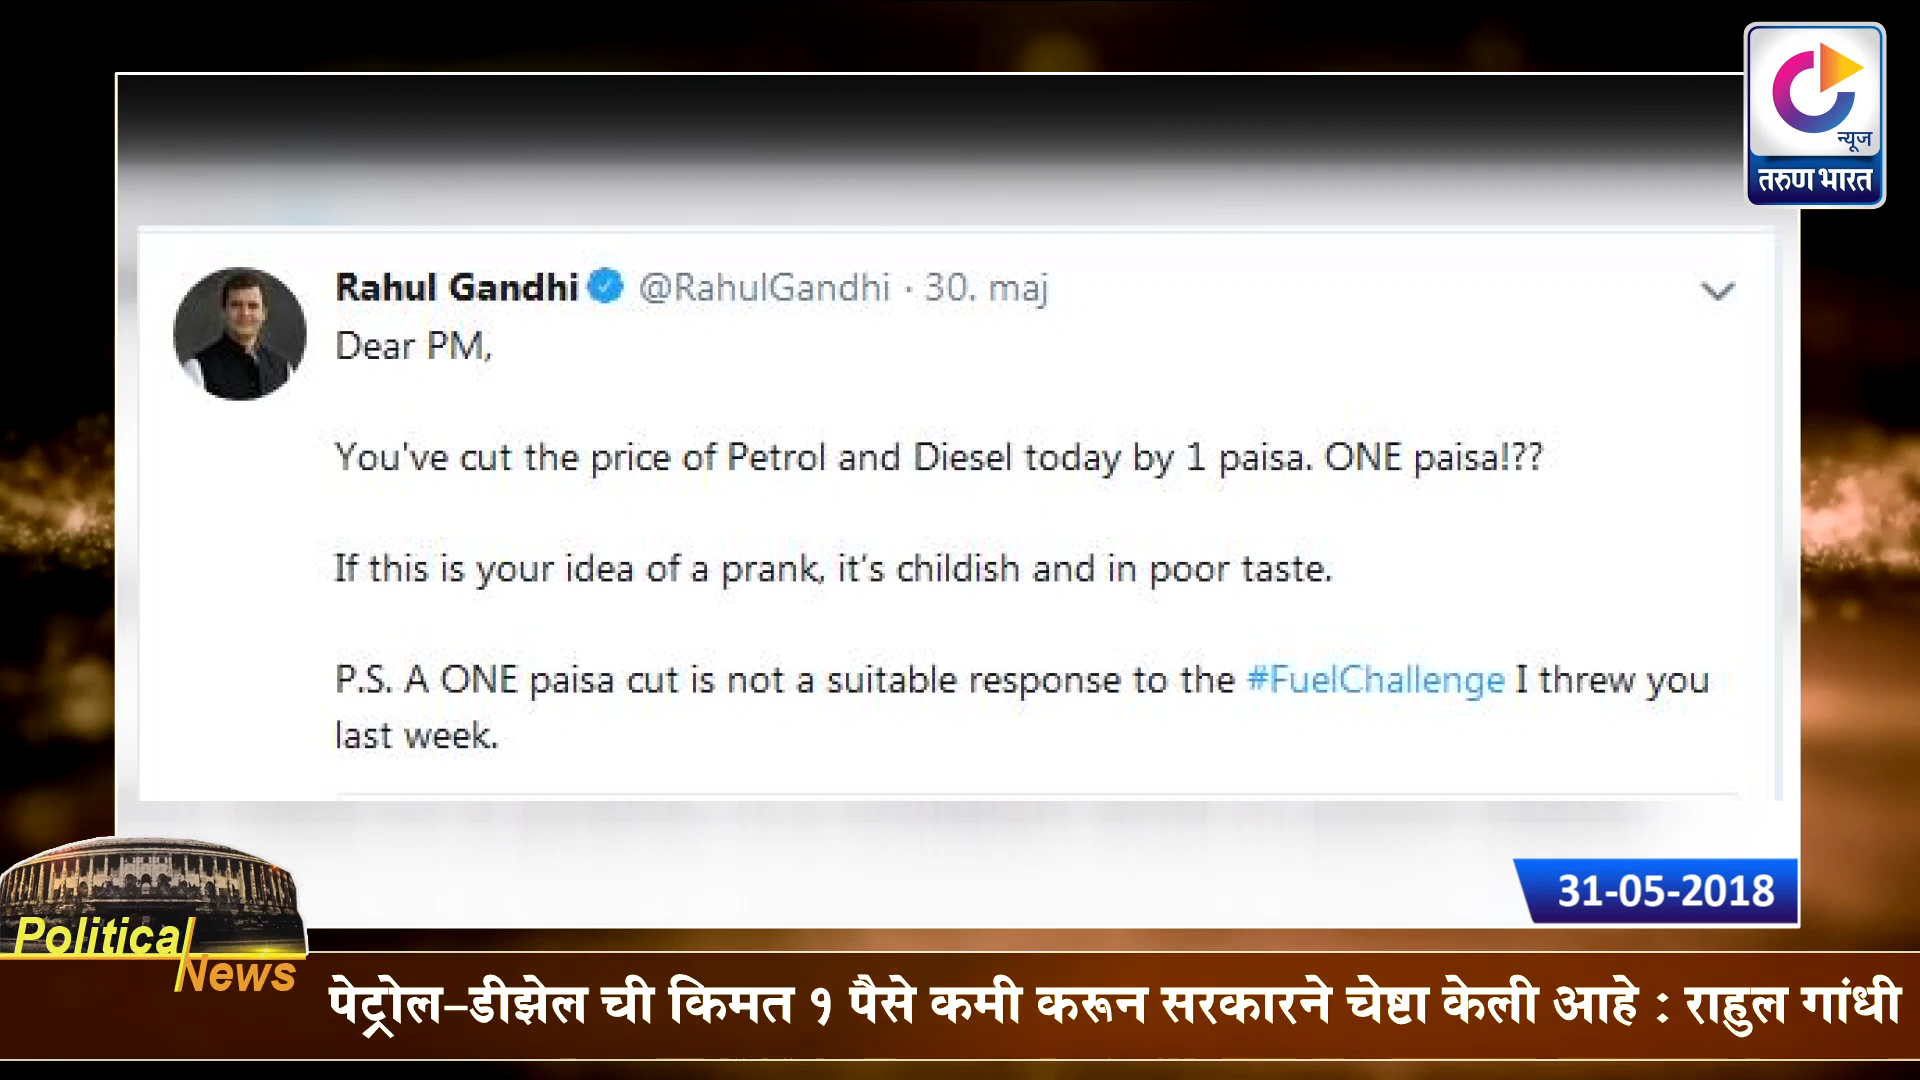 न्यूज
तरुण भारत
Rahul Gandhi @RahulGandhi · 30. maj
Dear PM,
You've cut the price of Petrol and Diesel today by 1 paisa. ONE paisa!??
If this is your idea of a prank, it's childish and in poor taste.
P.S. A ONE paisa cut is not a suitable response to the #FuelChallenge I threw you
last week.
31-05-2018
Political
News
पेट्रोल-डीझेल ची किमत १ पैसे कमी करून सरकारने चेष्टा केली आहे : राहुल गांधी